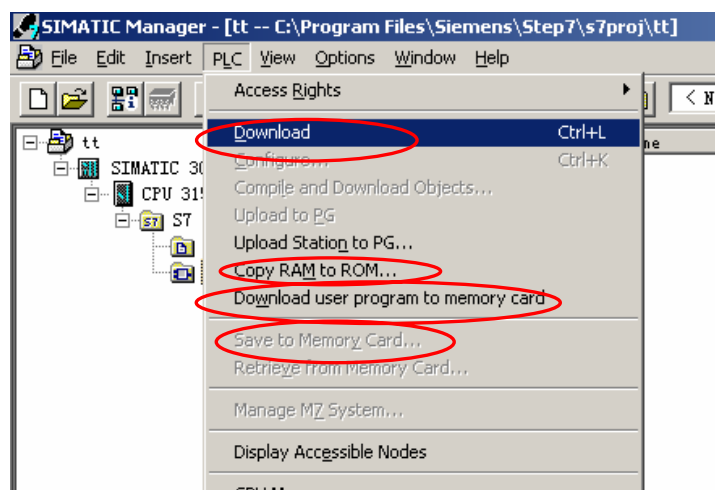 SIMATIC Manager - [tt -- C:\Program Files\Siemens\Step7\s7proj\tt]
File Edit Insert PLC View Options Window Help
Access Rights
< N
Download Ctrl+L
tt
Configure... Ctrl+K
SIMATIC 30
Compile and Download Objects...
CPU 315
Upload to PG
S7 S7
Upload Station to PG...
Copy RAM to ROM...
Download user program to memory card
Save to Memory Card...
Retrieve from Memory Card...
Manage M7 System...
Display Accessible Nodes